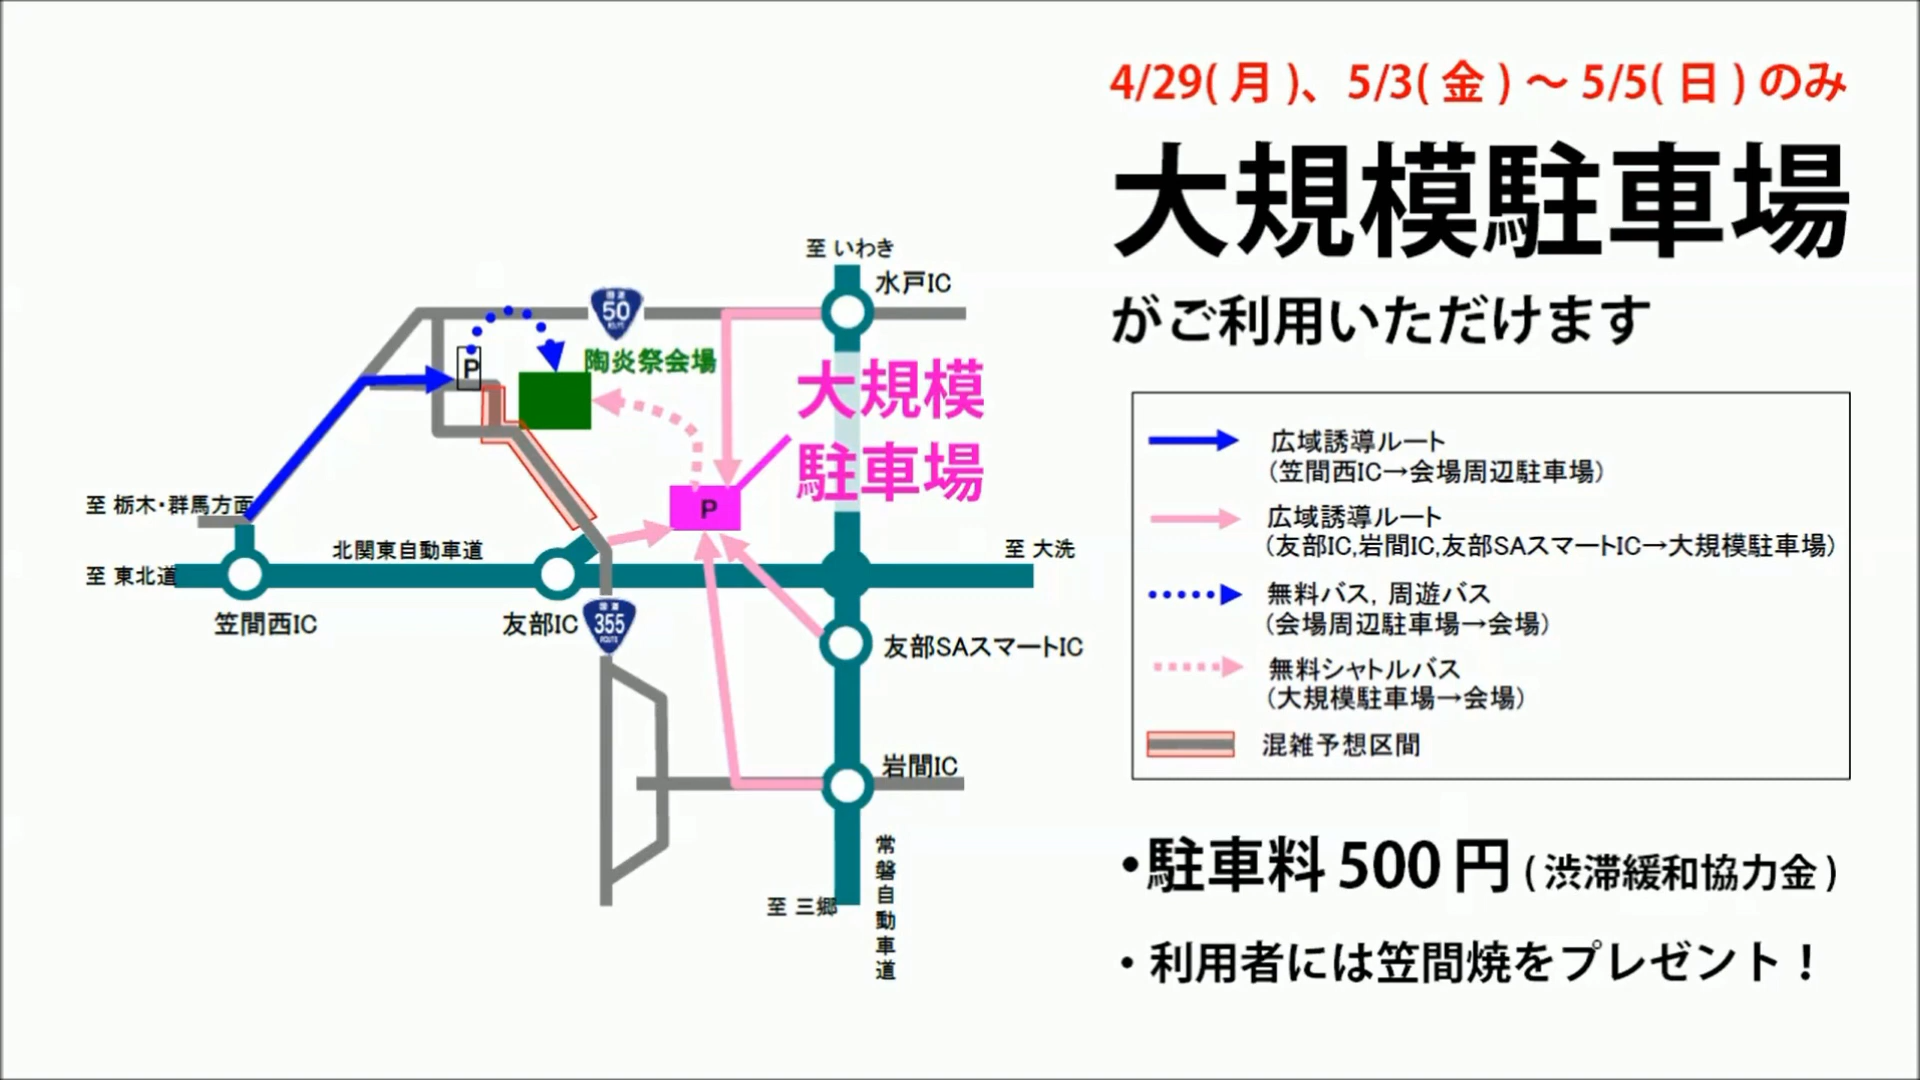 4/29(月)、5/3(金)～5/5(日)のみ
大規模駐車場
がご利用いただけます
至 いわき
水戸IC
国道
50
ROUTE
陶炎祭会場
P
大規模
駐車場
P
至 栃木・群馬方面
至 東北道
北関東自動車道
至 大洗
笠間西IC
友部IC
国道
355
ROUTE
友部SAスマートIC
岩間IC
至 三郷
常磐自動車道
広域誘導ルート
(笠間西IC→会場周辺駐車場)
広域誘導ルート
(友部IC,岩間IC,友部SAスマートIC→大規模駐車場)
無料バス, 周遊バス
(会場周辺駐車場→会場)
無料シャトルバス
(大規模駐車場→会場)
混雑予想区間
・駐車料500円(渋滞緩和協力金)
・利用者には笠間焼をプレゼント！